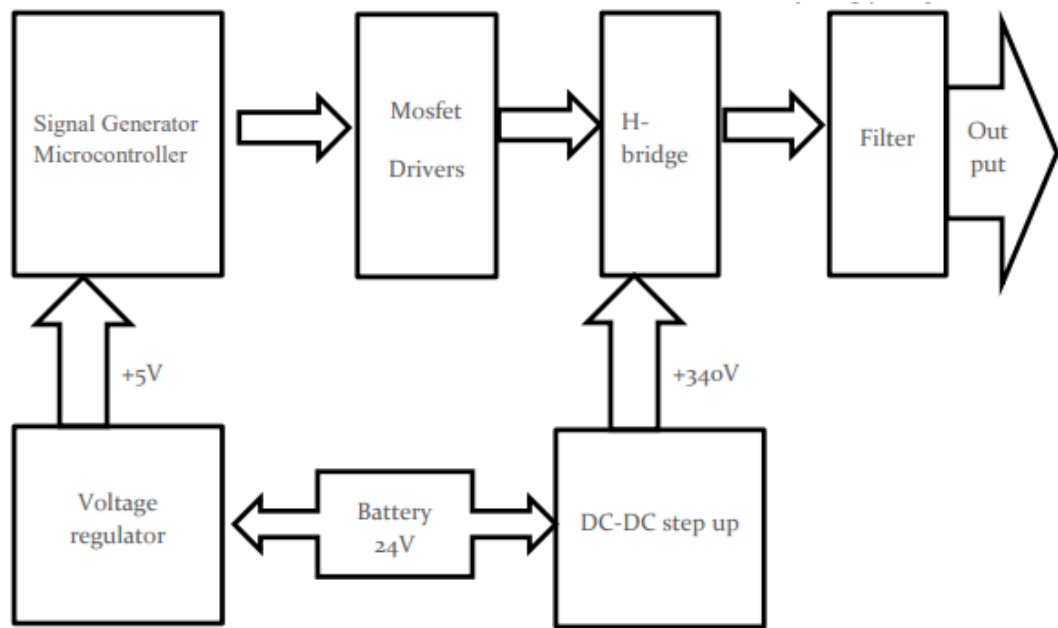 Signal Generator
Microcontroller
Mosfet
Drivers
H-
bridge
Filter
Out
put
+5V
+340V
Voltage
regulator
Battery
24V
DC-DC step up